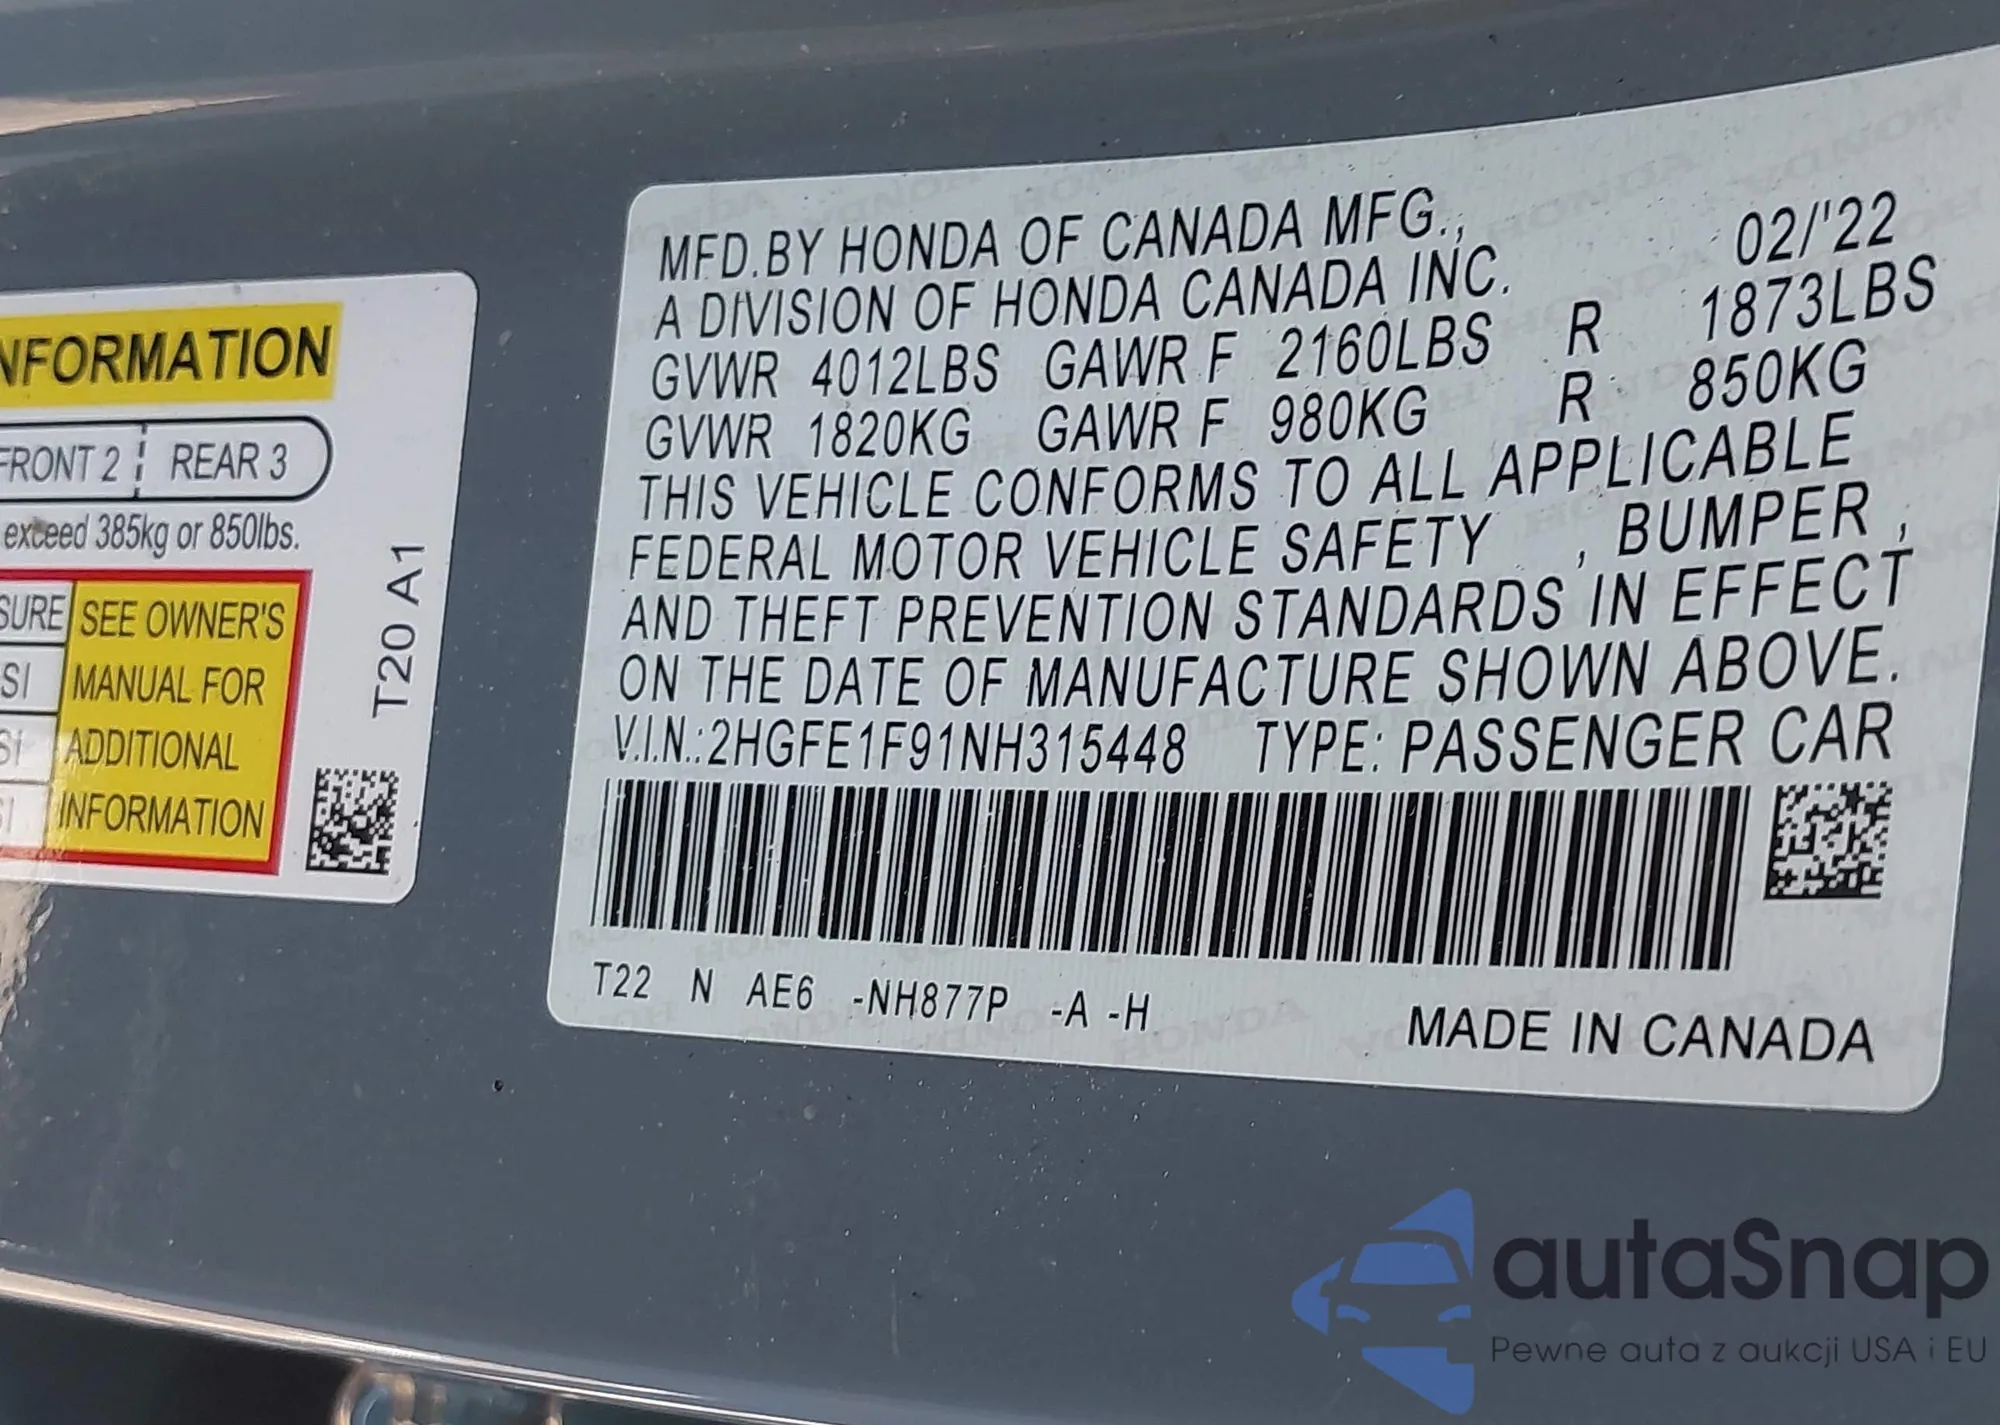 NFORMATION
FRONT 2 REAR 3
exceed 385kg or 850lbs.
SURE SEE OWNER'S
SI MANUAL FOR
SI ADDITIONAL
SI INFORMATION
T20 A1
MFD.BY HONDA OF CANADA MFG., 02/'22
A DIVISION OF HONDA CANADA INC.
GVWR 4012LBS GAWR F 2160LBS R 1873LBS
GVWR 1820KG GAWR F 980KG R 850KG
THIS VEHICLE CONFORMS TO ALL APPLICABLE
FEDERAL MOTOR VEHICLE SAFETY , BUMPER ,
AND THEFT PREVENTION STANDARDS IN EFFECT
ON THE DATE OF MANUFACTURE SHOWN ABOVE.
V.I.N.:2HGFE1F91NH315448 TYPE: PASSENGER CAR
T22 N AE6 -NH877P -A -H
MADE IN CANADA
autaSnap
Pewne auta z aukcji USA i EU